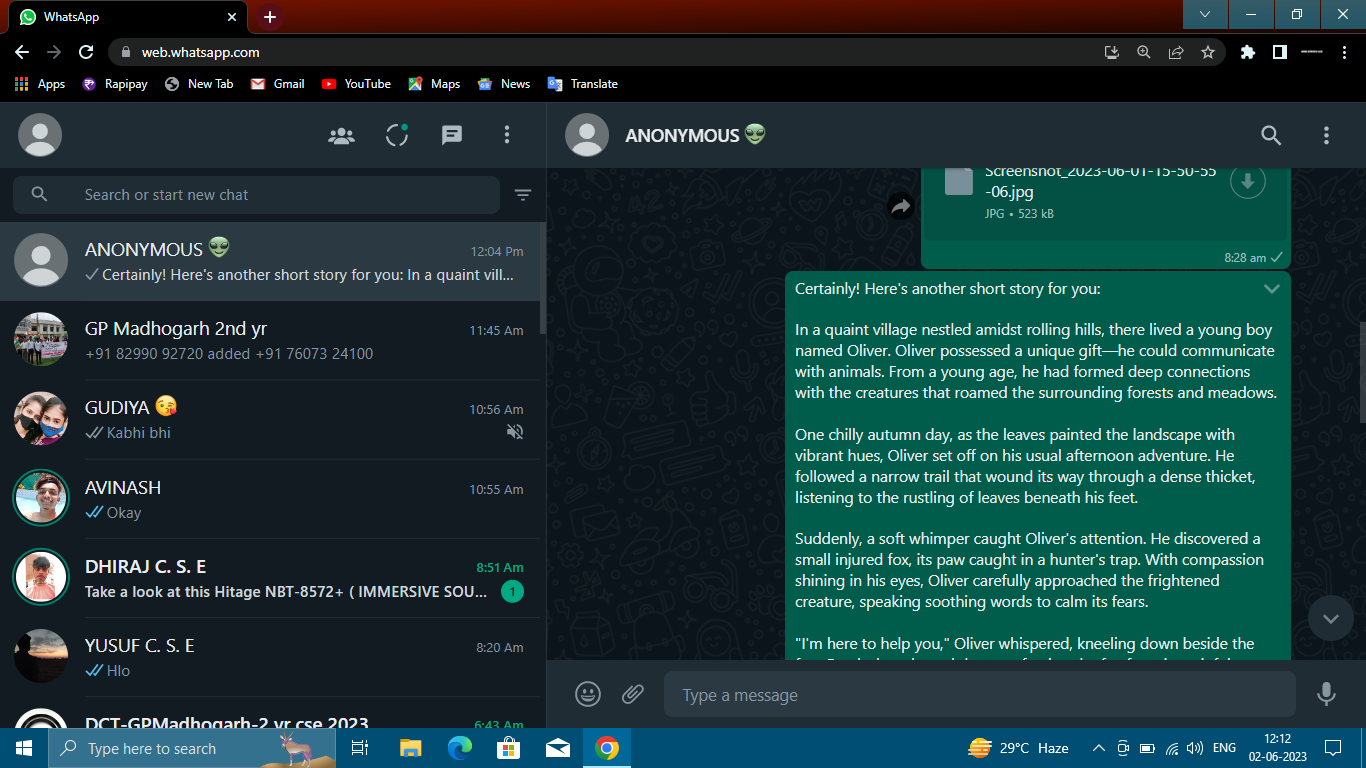 WhatsApp
web.whatsapp.com
Apps
Rapipay
New Tab
Gmail
YouTube
Maps
News
Translate
Search or start new chat
ANONYMOUS 👽
12:04 Pm
Certainly! Here's another short story for you: In a quaint vill...
GP Madhogarh 2nd yr
11:45 Am
+91 82990 92720 added +91 76073 24100
GUDIYA 😘
10:56 Am
Kabhi bhi
AVINASH
10:55 Am
Okay
DHIRAJ C. S. E
8:51 Am
Take a look at this Hitage NBT-8572+ ( IMMERSIVE SOU...
1
YUSUF C. S. E
8:20 Am
Hlo
DCT-GPMadhogarh-2 yr cse 2023
6:43 Am
ANONYMOUS 👽
Screenshot_2023-06-01-15-50-55
-06.jpg
JPG • 523 kB
8:28 am
Certainly! Here's another short story for you:
In a quaint village nestled amidst rolling hills, there lived a young boy
named Oliver. Oliver possessed a unique gift—he could communicate
with animals. From a young age, he had formed deep connections
with the creatures that roamed the surrounding forests and meadows.
One chilly autumn day, as the leaves painted the landscape with
vibrant hues, Oliver set off on his usual afternoon adventure. He
followed a narrow trail that wound its way through a dense thicket,
listening to the rustling of leaves beneath his feet.
Suddenly, a soft whimper caught Oliver's attention. He discovered a
small injured fox, its paw caught in a hunter's trap. With compassion
shining in his eyes, Oliver carefully approached the frightened
creature, speaking soothing words to calm its fears.
"I'm here to help you," Oliver whispered, kneeling down beside the
Type a message
Type here to search
29°C Haze
ENG
12:12
02-06-2023